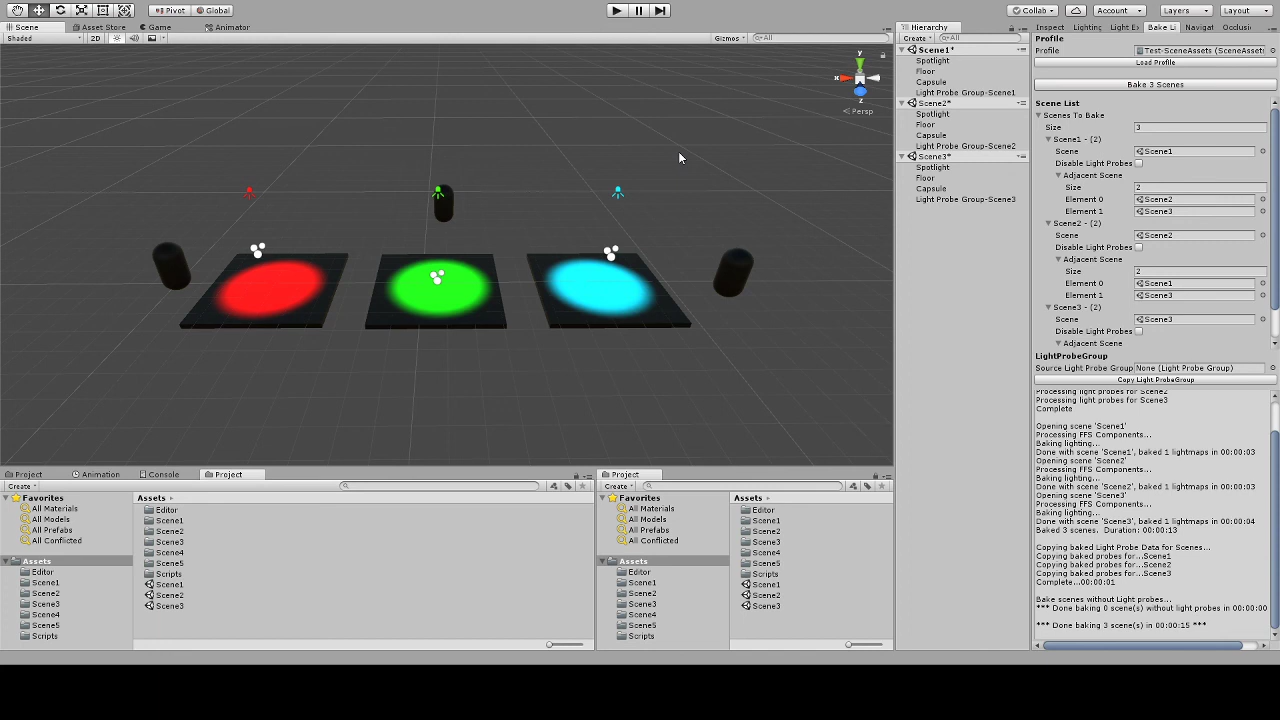 Pivot Global Collab Account Layers Layout
Scene Asset Store Game Animator Hierarchy Inspect Lighting Light Ex Bake Li Navigat Occlusi
Shaded 2D Gizmos All
Create All
y
x
z
Persp
Scene1*
Spotlight
Floor
Capsule
Light Probe Group-Scene1
Scene2*
Spotlight
Floor
Capsule
Light Probe Group-Scene2
Scene3*
Spotlight
Floor
Capsule
Light Probe Group-Scene3
Profile
Profile Test-SceneAssets (SceneAsset
Load Profile
Bake 3 Scenes
Scene List
Scenes To Bake
Size 3
Scene1 - (2)
Scene Scene1
Disable Light Probes
Adjacent Scene
Size 2
Element 0 Scene2
Element 1 Scene3
Scene2 - (2)
Scene Scene2
Disable Light Probes
Adjacent Scene
Size 2
Element 0 Scene1
Element 1 Scene3
Scene3 - (2)
Scene Scene3
Disable Light Probes
Adjacent Scene
LightProbeGroup
Source Light Probe Group None (Light Probe Group)
Copy Light ProbeGroup
Processing light probes for Scene2
Processing light probes for Scene3
Complete
Opening scene 'Scene1'
Processing FFS Components...
Baking lighting...
Done with scene 'Scene1', baked 1 lightmaps in 00:00:03
Opening scene 'Scene2'
Processing FFS Components...
Baking lighting...
Done with scene 'Scene2', baked 1 lightmaps in 00:00:03
Opening scene 'Scene3'
Processing FFS Components...
Baking lighting...
Done with scene 'Scene3', baked 1 lightmaps in 00:00:04
Baked 3 scenes. Duration: 00:00:13
Copying baked Light Probe Data for Scenes...
Copying baked probes for...Scene1
Copying baked probes for...Scene2
Copying baked probes for...Scene3
Complete...00:00:01
Bake scenes without Light probes...
*** Done baking 0 scene(s) without light probes in 00:00:00
*** Done baking 3 scene(s) in 00:00:15 ***
Project Animation Console Project
Create
Favorites
All Materials
All Models
All Prefabs
All Conflicted
Assets
Editor
Scene1
Scene2
Scene3
Scene4
Scene5
Scripts
Assets
Editor
Scene1
Scene2
Scene3
Scene4
Scene5
Scripts
Scene1
Scene2
Scene3
Project
Create
Favorites
All Materials
All Models
All Prefabs
All Conflicted
Assets
Editor
Scene1
Scene2
Scene3
Scene4
Scene5
Scripts
Assets
Editor
Scene1
Scene2
Scene3
Scene4
Scene5
Scripts
Scene1
Scene2
Scene3